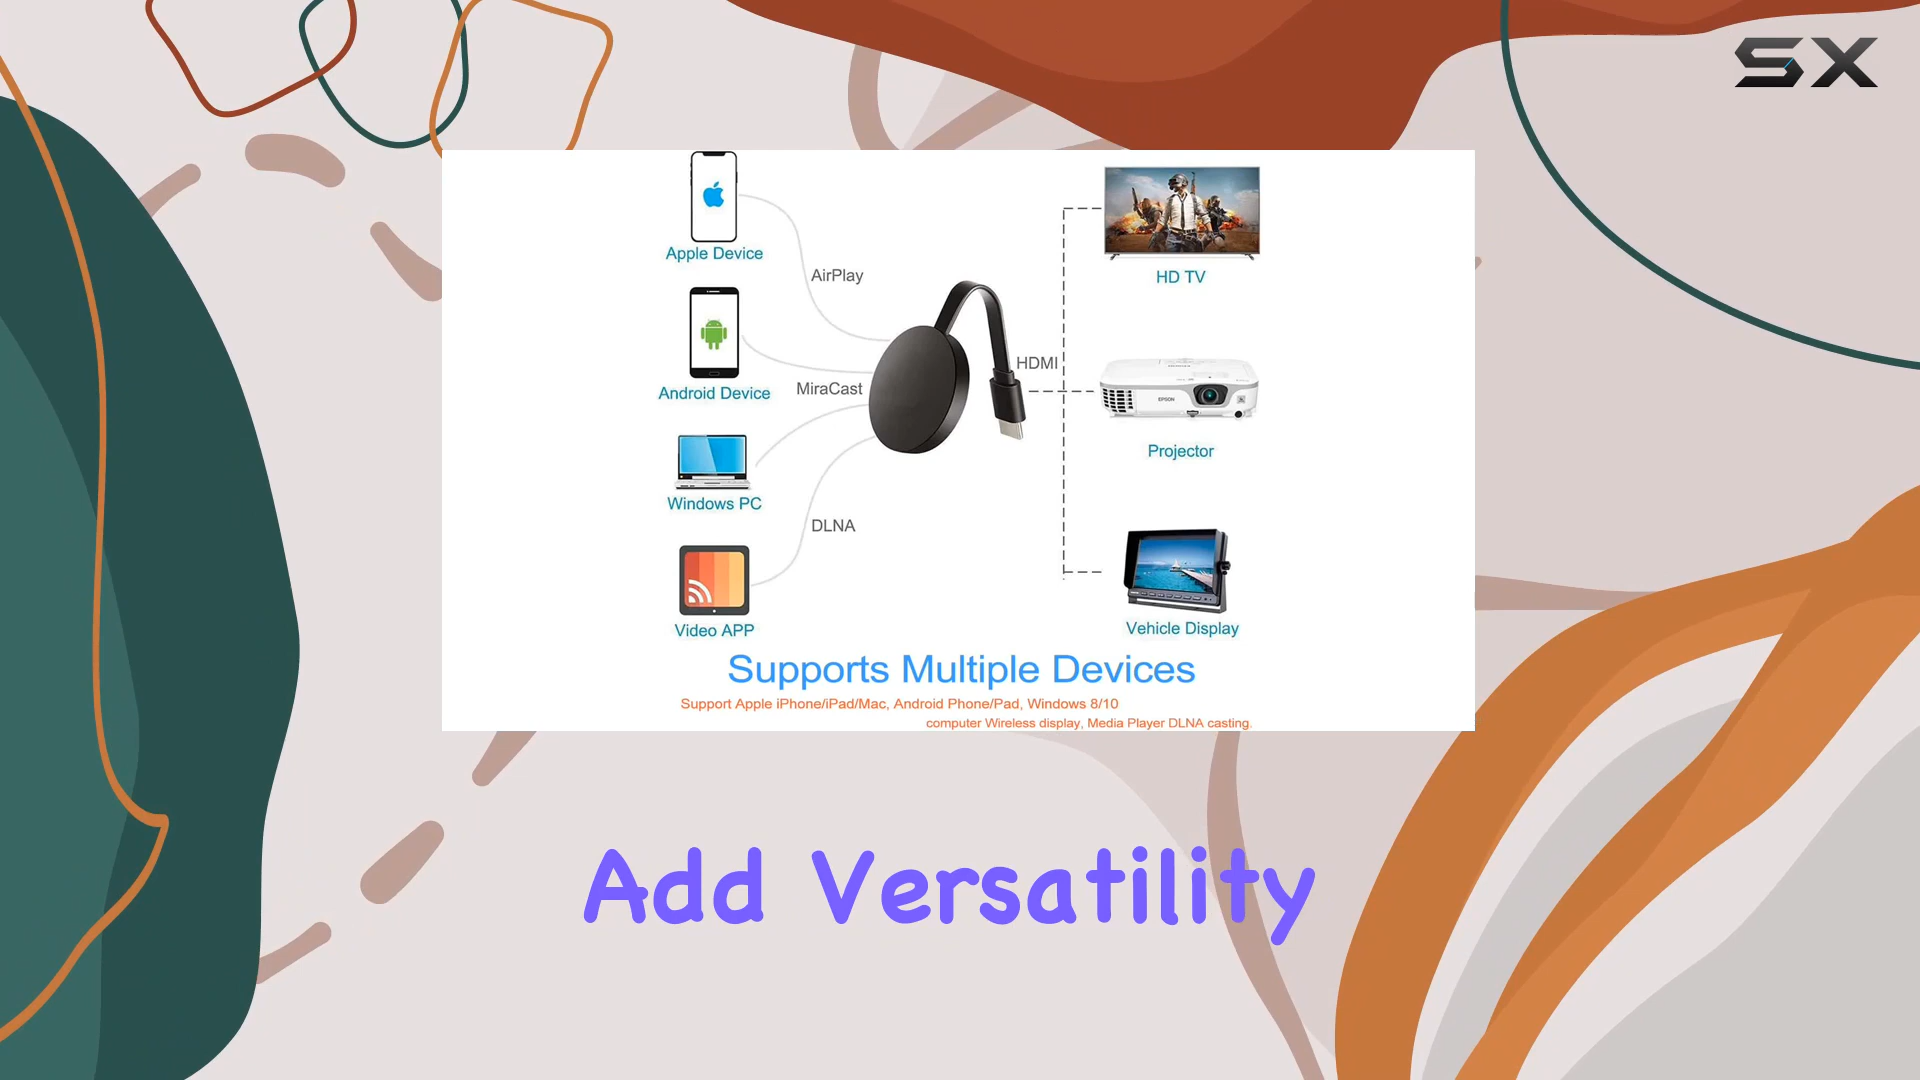 SX
Apple Device
AirPlay
HD TV
Android Device
MiraCast
HDMI
EPSON
Projector
Windows PC
DLNA
Video APP
Vehicle Display
Supports Multiple Devices
Support Apple iPhone/iPad/Mac, Android Phone/Pad, Windows 8/10
computer Wireless display, Media Player DLNA casting.
Add Versatility